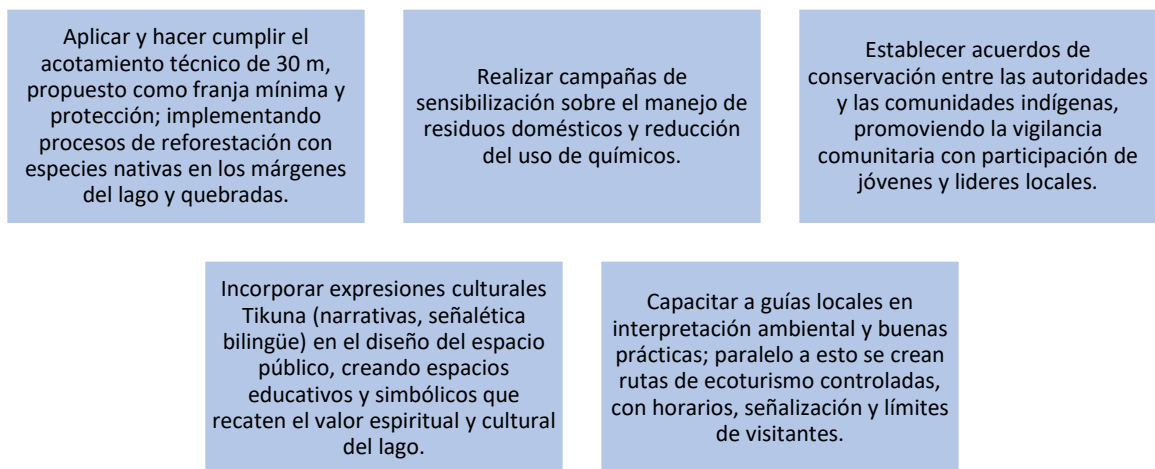 Aplicar y hacer cumplir el
acotamiento técnico de 30 m,
propuesto como franja mínima y
protección; implementando
procesos de reforestación con
especies nativas en los márgenes
del lago y quebradas.
Realizar campañas de
sensibilización sobre el manejo de
residuos domésticos y reducción
del uso de químicos.
Establecer acuerdos de
conservación entre las autoridades
y las comunidades indígenas,
promoviendo la vigilancia
comunitaria con participación de
jóvenes y lideres locales.
Incorporar expresiones culturales
Tikuna (narrativas, señalética
bilingüe) en el diseño del espacio
público, creando espacios
educativos y simbólicos que
recaten el valor espiritual y cultural
del lago.
Capacitar a guías locales en
interpretación ambiental y buenas
prácticas; paralelo a esto se crean
rutas de ecoturismo controladas,
con horarios, señalización y límites
de visitantes.